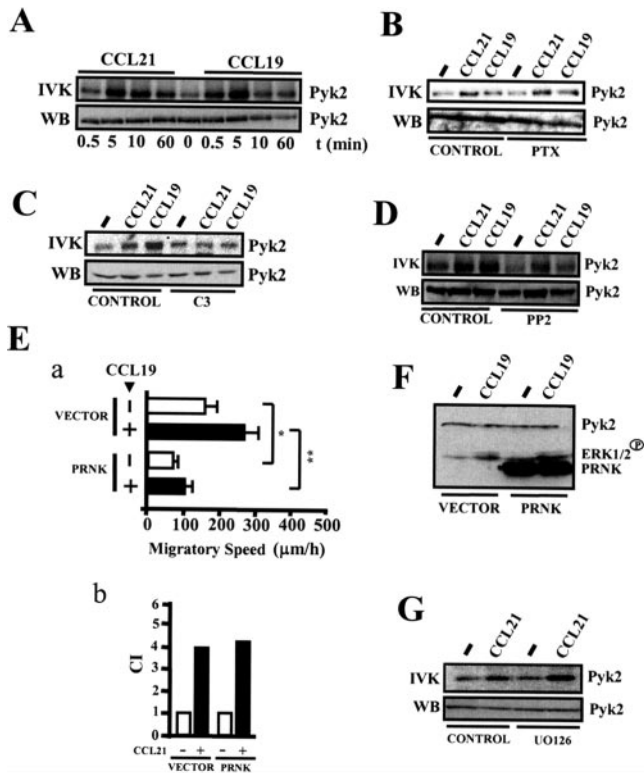 A
CCL21 CCL19
IVK Pyk2
WB Pyk2
0.5 5 10 60 0 0.5 5 10 60 t (min)
B
– CCL21 CCL19 – CCL21 CCL19
IVK Pyk2
WB Pyk2
CONTROL PTX
C
– CCL21 CCL19 – CCL21 CCL19
IVK Pyk2
WB Pyk2
CONTROL C3
D
– CCL21 CCL19 – CCL21 CCL19
IVK Pyk2
WB Pyk2
CONTROL PP2
E
a
CCL19
VECTOR – +
PRNK – +
* **
0 100 200 300 400 500
Migratory Speed (μm/h)
b
CI
6
5
4
3
2
1
0
CCL21 – + – +
VECTOR PRNK
F
– CCL19 – CCL19
Pyk2
ERK1/2 P
PRNK
VECTOR PRNK
G
– CCL21 – CCL21
IVK Pyk2
WB Pyk2
CONTROL UO126